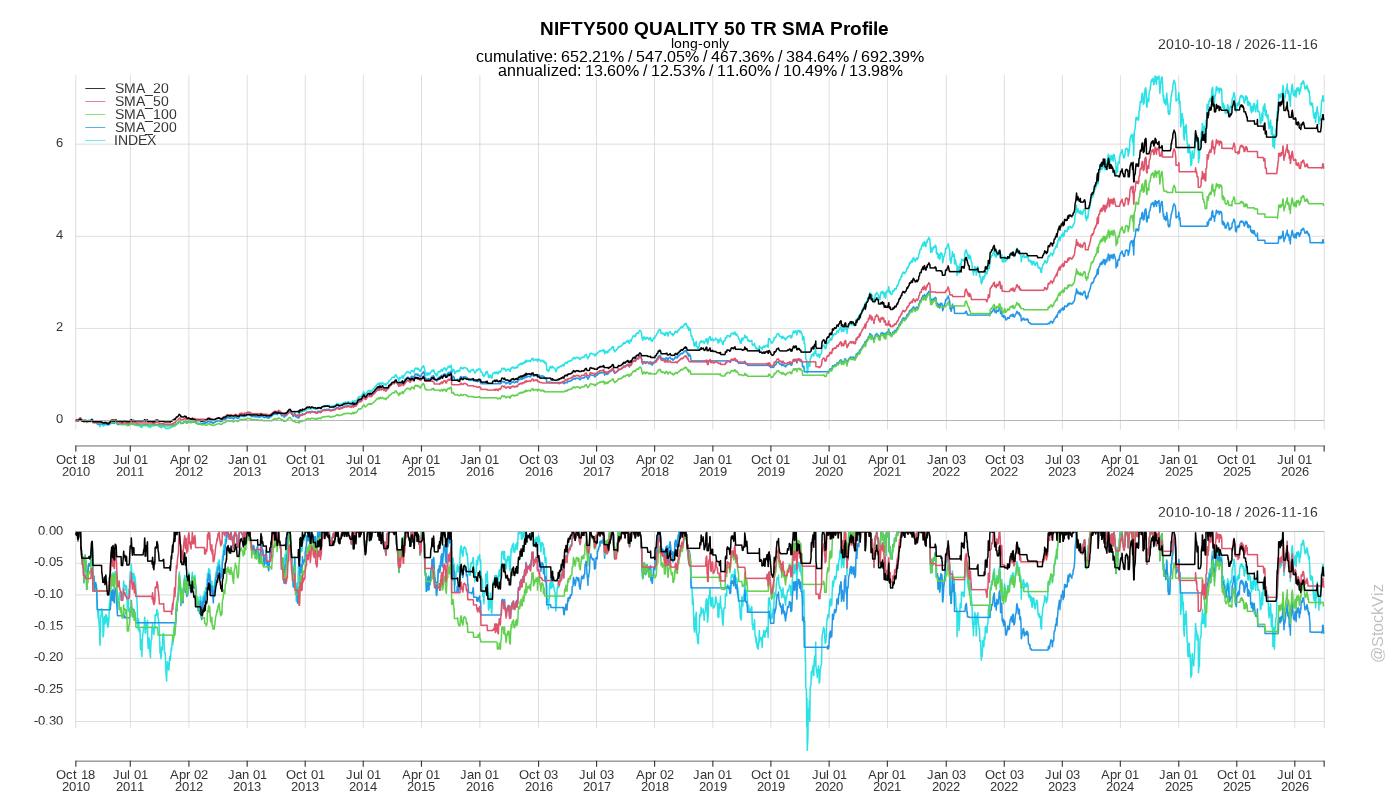 NIFTY500 QUALITY 50 TR SMA Profile
long-only
2010-10-18 / 2026-11-16
cumulative: 652.21% / 547.05% / 467.36% / 384.64% / 692.39%
annualized: 13.60% / 12.53% / 11.60% / 10.49% / 13.98%
SMA_20
SMA_50
SMA_100
SMA_200
INDEX
6
4
2
0
Oct 18 Jul 01 Apr 02 Jan 01 Oct 01 Jul 01 Apr 01 Jan 01 Oct 03 Jul 03 Apr 02 Jan 01 Oct 01 Jul 01 Apr 01 Jan 03 Oct 03 Jul 03 Apr 01 Jan 01 Oct 01 Jul 01
2010 2011 2012 2013 2013 2014 2015 2016 2016 2017 2018 2019 2019 2020 2021 2022 2022 2023 2024 2025 2025 2026
2010-10-18 / 2026-11-16
0.00
-0.05
-0.10
-0.15
-0.20
-0.25
-0.30
Oct 18 Jul 01 Apr 02 Jan 01 Oct 01 Jul 01 Apr 01 Jan 01 Oct 03 Jul 03 Apr 02 Jan 01 Oct 01 Jul 01 Apr 01 Jan 03 Oct 03 Jul 03 Apr 01 Jan 01 Oct 01 Jul 01
2010 2011 2012 2013 2013 2014 2015 2016 2016 2017 2018 2019 2019 2020 2021 2022 2022 2023 2024 2025 2025 2026
@StockViz